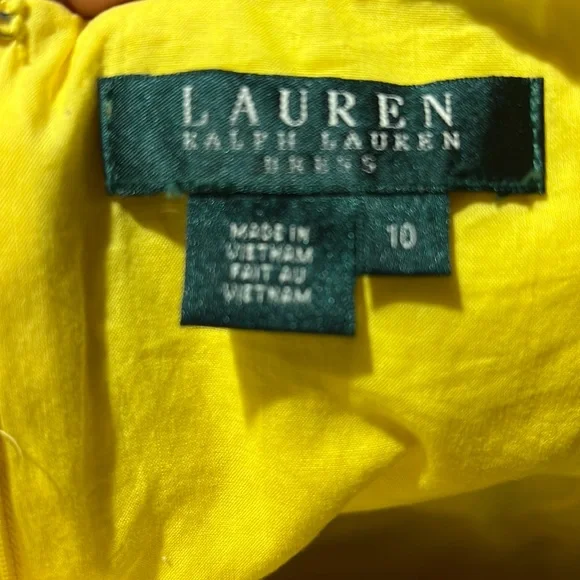 LAUREN
RALPH LAUREN
DRESS
MADE IN
VIETNAM
FAIT AU
VIETNAM
10